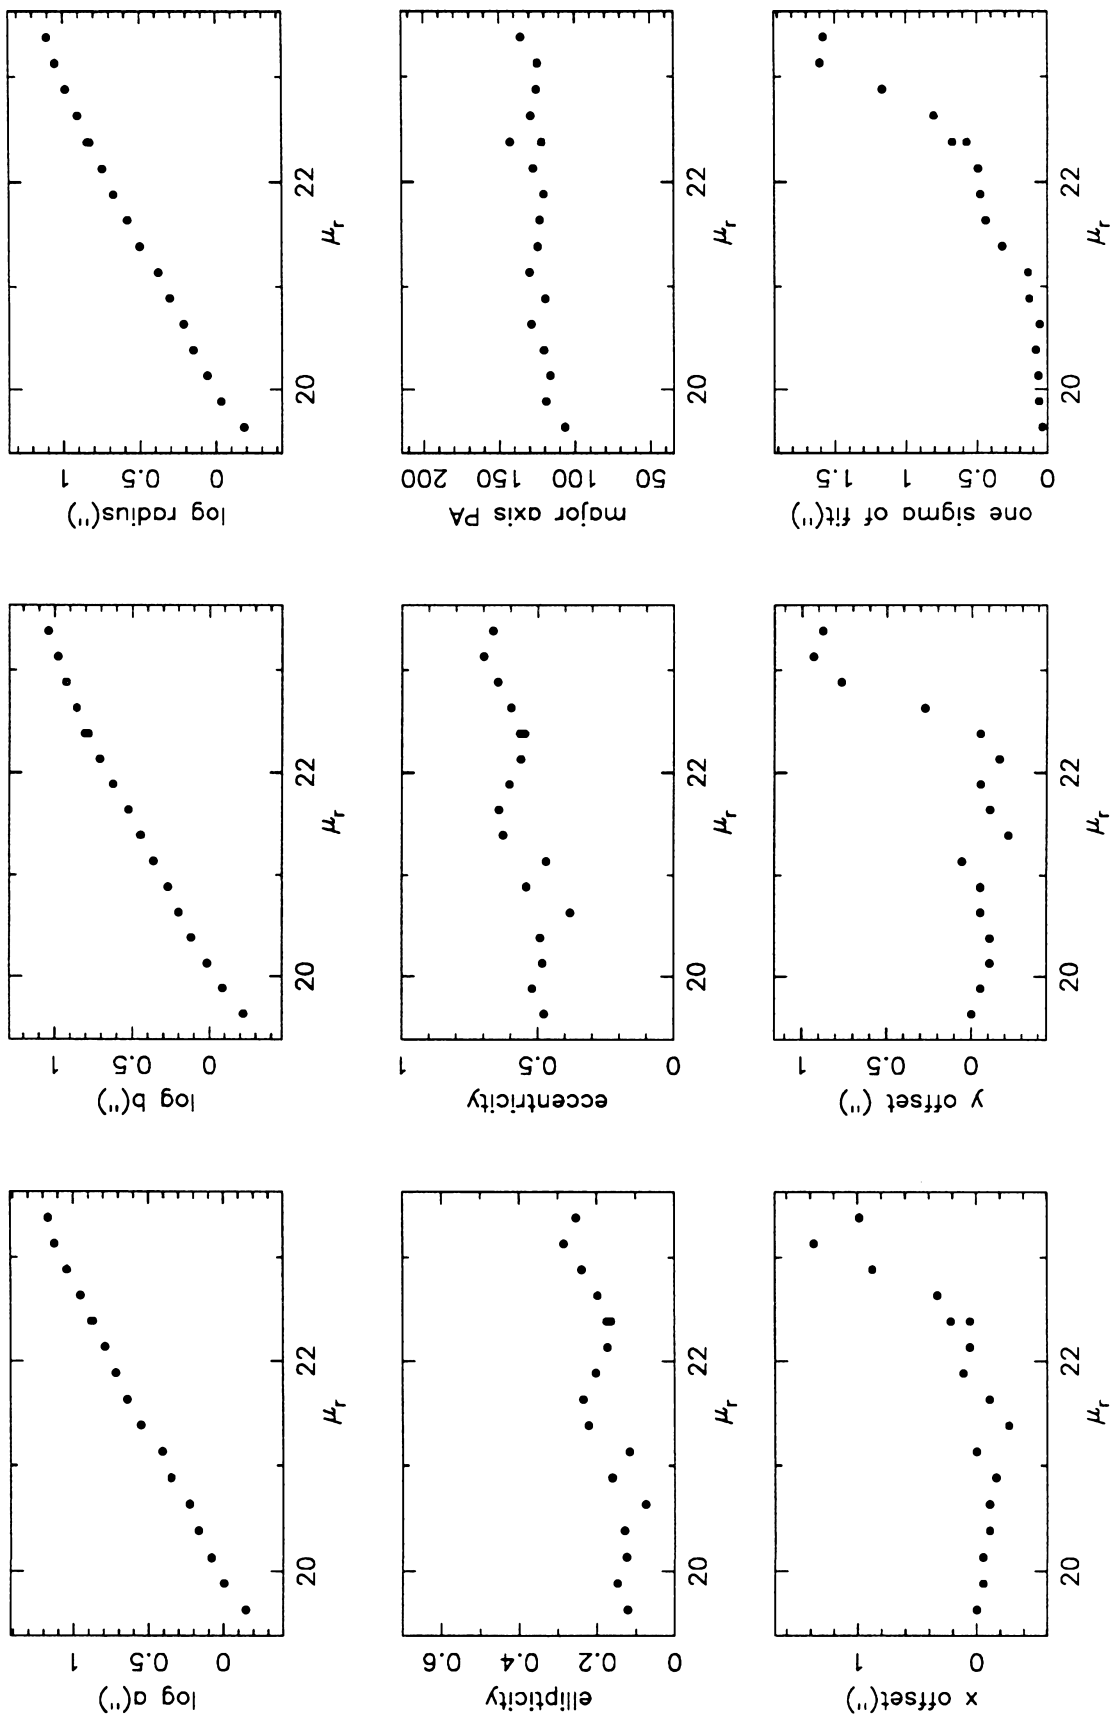 log radius(")
1
0.5
0
20
22
μr
major axis PA
200
150
100
50
20
22
μr
one sigma of fit(")
1.5
1
0.5
0
20
22
μr
log b(")
1
0.5
0
20
22
μr
eccentricity
1
0.5
0
20
22
μr
y offset (")
1
0.5
0
20
22
μr
log a(")
1
0.5
0
20
22
μr
ellipticity
0.6
0.4
0.2
0
20
22
μr
x offset(")
1
0
20
22
μr